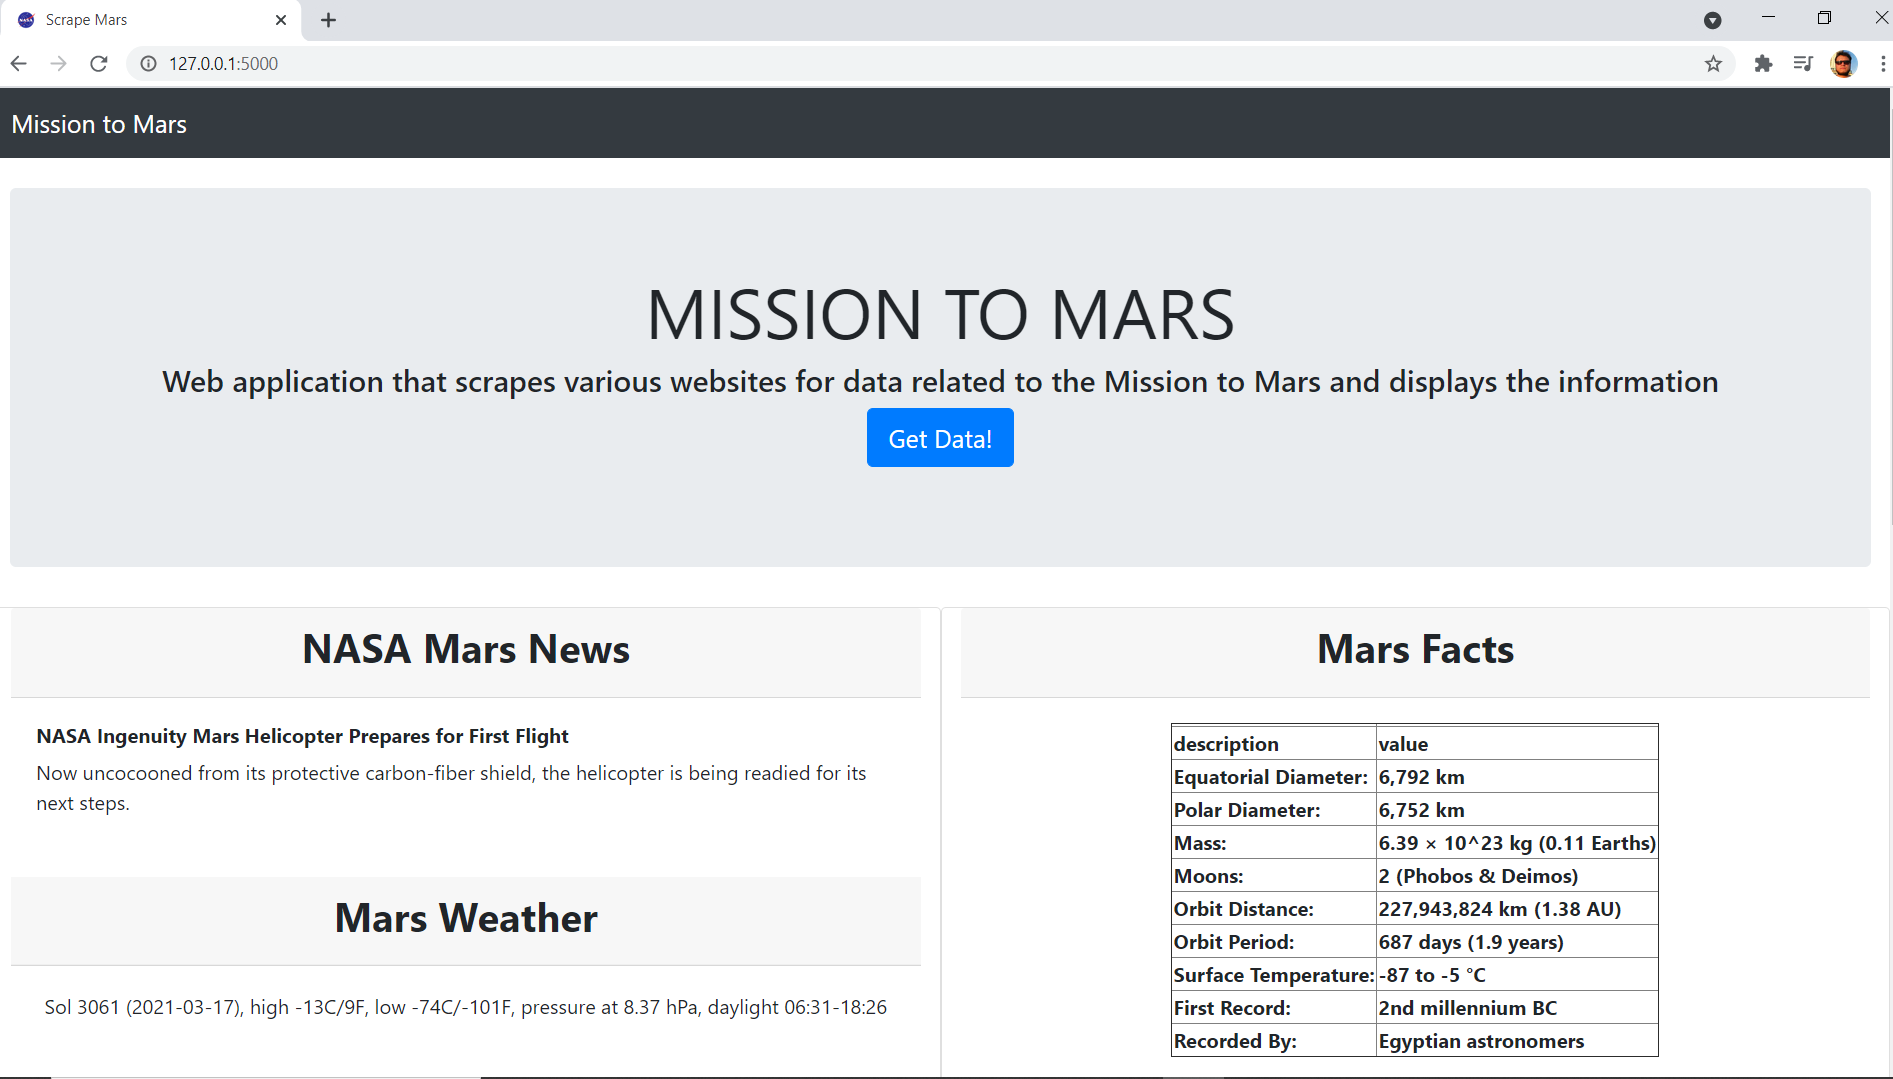 Scrape Mars
127.0.0.1:5000
Mission to Mars
MISSION TO MARS
Web application that scrapes various websites for data related to the Mission to Mars and displays the information
Get Data!
NASA Mars News
NASA Ingenuity Mars Helicopter Prepares for First Flight
Now uncocooned from its protective carbon-fiber shield, the helicopter is being readied for its
next steps.
Mars Weather
Sol 3061 (2021-03-17), high -13C/9F, low -74C/-101F, pressure at 8.37 hPa, daylight 06:31-18:26
Mars Facts
description value
Equatorial Diameter: 6,792 km
Polar Diameter: 6,752 km
Mass: 6.39 × 10^23 kg (0.11 Earths)
Moons: 2 (Phobos & Deimos)
Orbit Distance: 227,943,824 km (1.38 AU)
Orbit Period: 687 days (1.9 years)
Surface Temperature: -87 to -5 °C
First Record: 2nd millennium BC
Recorded By: Egyptian astronomers